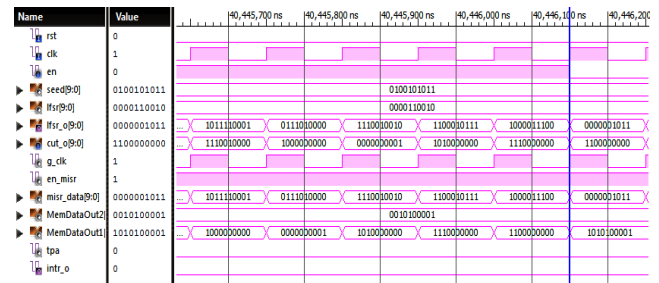 Name Value 40,445,700 ns 40,445,800 ns 40,445,900 ns 40,446,000 ns 40,446,100 ns 40,446,200
rst 0
clk 1
en 0
seed[9:0] 0100101011 0100101011
lfsr[9:0] 0000110010 0000110010
lfsr_o[9:0] 0000001011 ... 1011110001 0111010000 1110010010 1100010111 1000011100 0000001011
cut_o[9:0] 1100000000 ... 1110010000 1000000000 0000000001 1010000000 1110000000 1100000000
g_clk 1
en_misr 1
misr_data[9:0] 0000001011 ... 1011110001 0111010000 1110010010 1100010111 1000011100 0000001011
MemDataOut2[ 0010100001 0010100001
MemDataOut1[ 1010100001 ... 1000000000 0000000001 1010000000 1110000000 1100000000 1010100001
tpa 0
intr_o 0